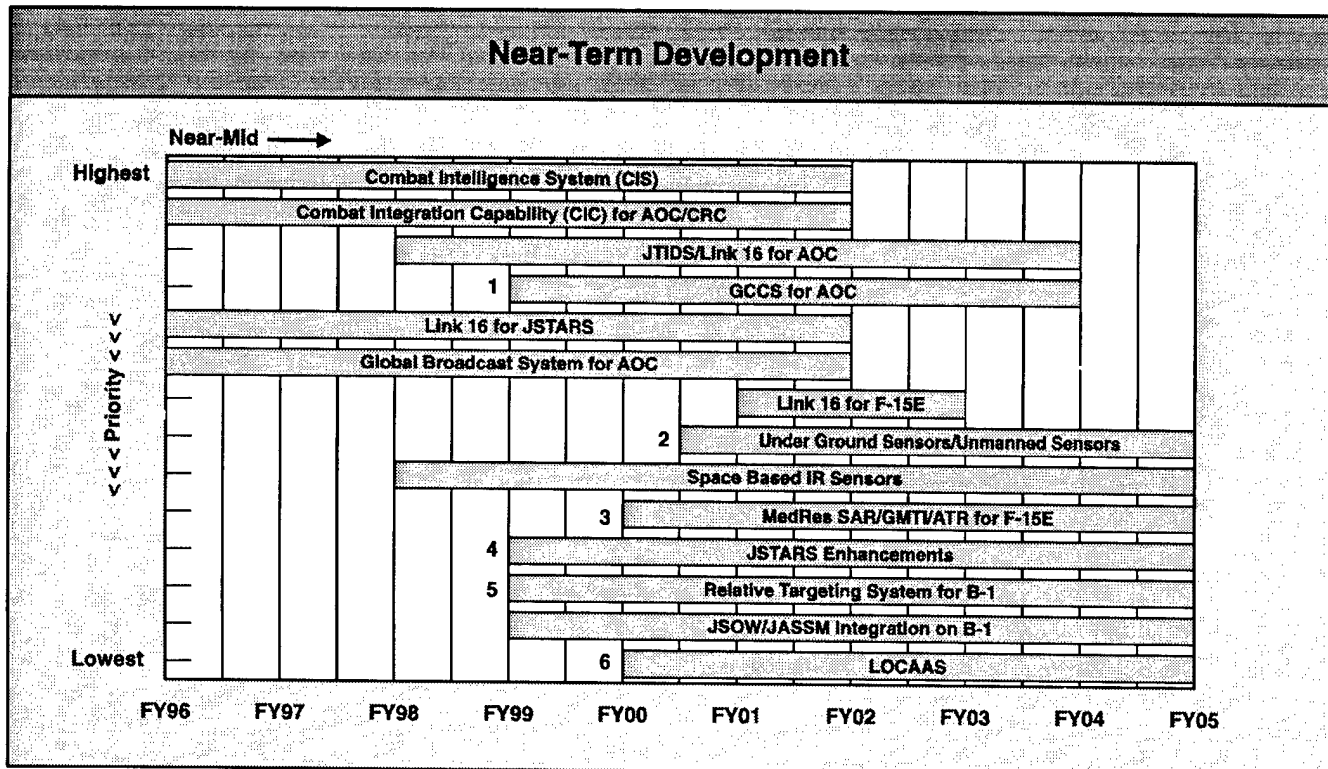 Near-Term Development
Near-Mid
Highest
Combat Intelligence System (CIS)
Combat Integration Capability (CIC) for AOC/CRC
JTIDS/Link 16 for AOC
1 GCCS for AOC
Link 16 for JSTARS
Global Broadcast System for AOC
<<< Priority <<<<
Link 16 for F-15E
2 Under Ground Sensors/Unmanned Sensors
Space Based IR Sensors
3 MedRes SAR/GMTI/ATR for F-15E
4 JSTARS Enhancements
5 Relative Targeting System for B-1
JSOW/JASSM Integration on B-1
Lowest
6 LOCAAS
FY96 FY97 FY98 FY99 FY00 FY01 FY02 FY03 FY04 FY05